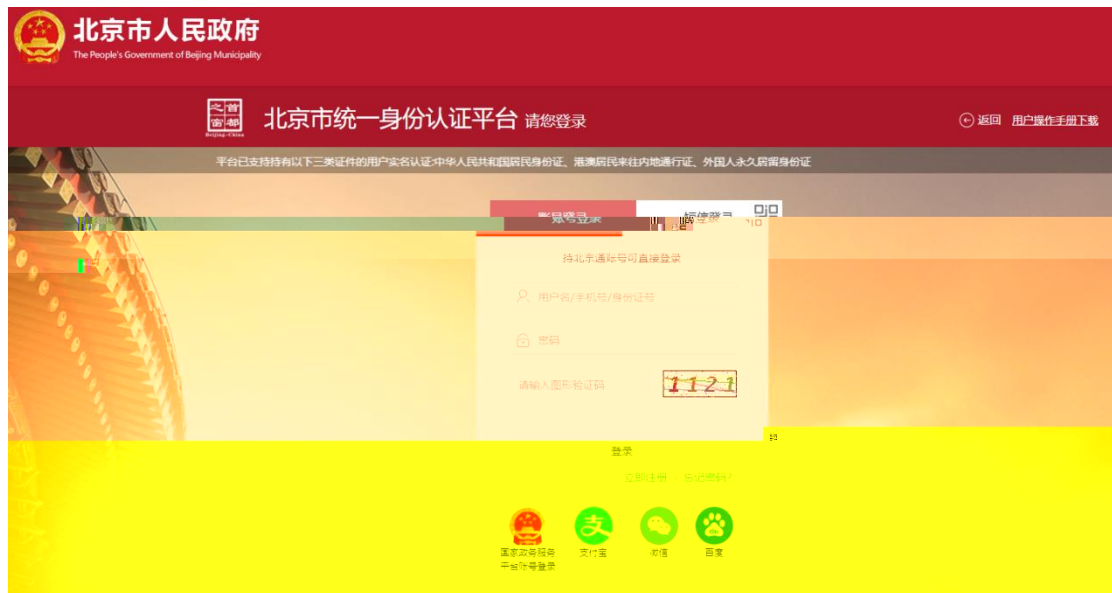 北京市人民政府
The People's Government of Beijing Municipality
首都之窗
Beijing-China
北京市统一身份认证平台 请您登录
返回 用户操作手册下载
平台已支持持有以下三类证件的用户实名认证:中华人民共和国居民身份证、港澳居民来往内地通行证、外国人永久居留身份证
账号登录
持北京通账号可直接登录
用户名/手机号/身份证号
密码
请输入图形验证码 1121
登录
立即注册 忘记密码?
国家政务服务平台账号登录
支付宝
微信
百度